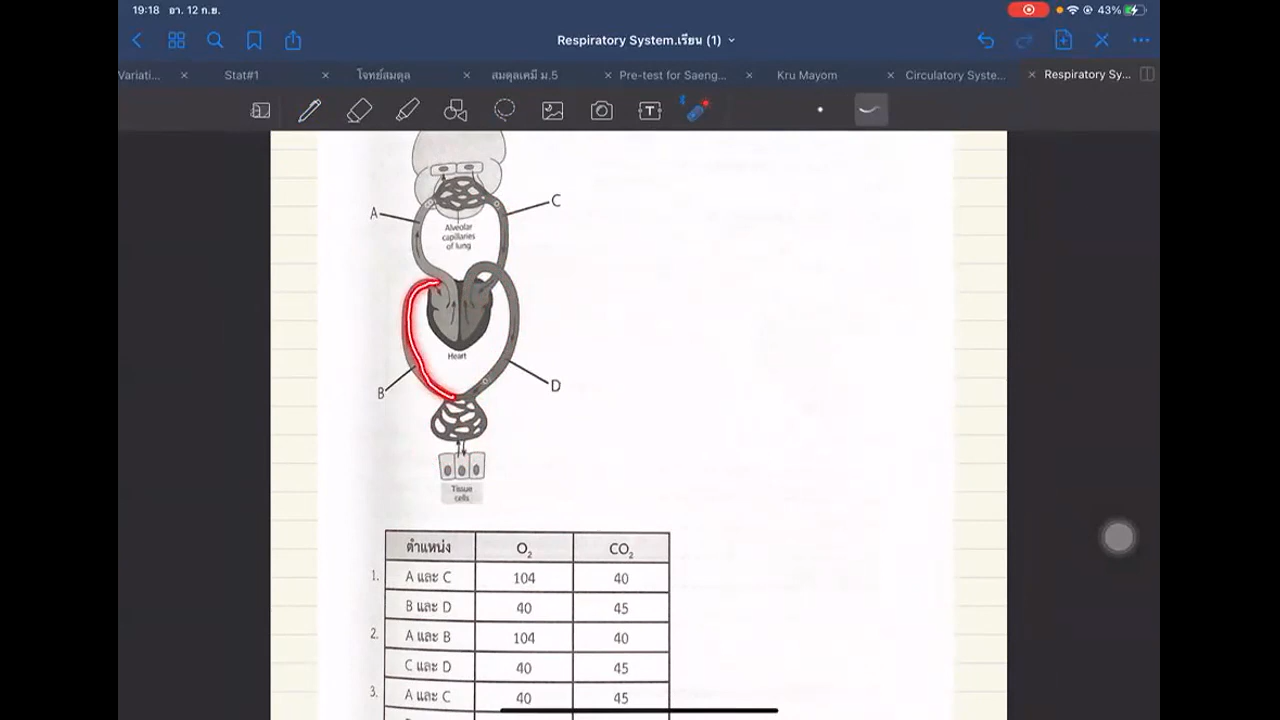 19:18 อา. 12 ก.ย.
43%
Respiratory System.เรียน (1)
Variati... Stat#1 โจทย์สมดุล สมดุลเคมี ม.5 Pre-test for Saeng... Kru Mayom Circulatory Syste... Respiratory Sy...
A
C
Alveolar
capillaries
of lung
Heart
B
D
Tissue
cells
ตำแหน่ง O₂ CO₂
1. A และ C 104 40
B และ D 40 45
2. A และ B 104 40
C และ D 40 45
3. A และ C 40 45